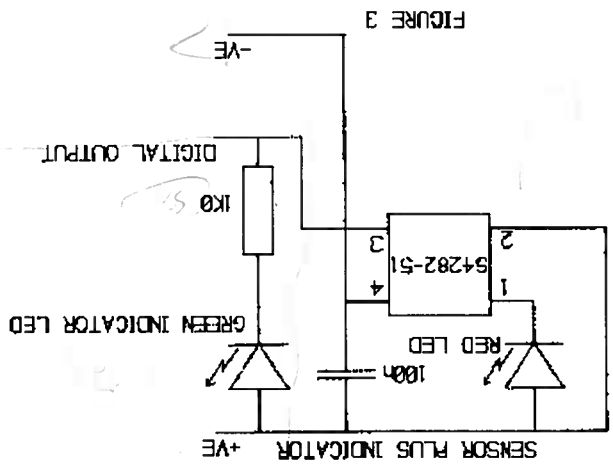 +VE
SENSOR PLUS INDICATOR
100n
RED LED
GREEN INDICATOR LED
4
1
S4282-51
3
2
1K0
DIGITAL OUTPUT
-VE
FIGURE 3